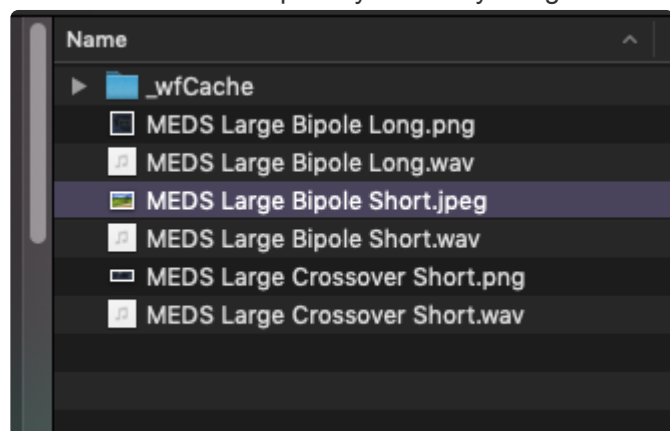 Name
_wfCache
MEDS Large Bipole Long.png
MEDS Large Bipole Long.wav
MEDS Large Bipole Short.jpeg
MEDS Large Bipole Short.wav
MEDS Large Crossover Short.png
MEDS Large Crossover Short.wav